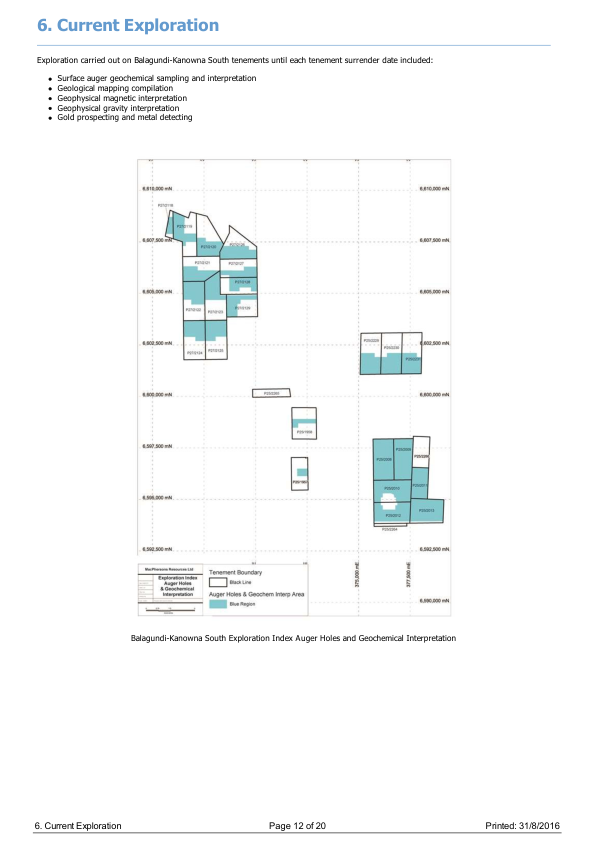 6. Current Exploration
Exploration carried out on Balagundi-Kanowna South tenements until each tenement surrender date included:
• Surface auger geochemical sampling and interpretation
• Geological mapping compilation
• Geophysical magnetic interpretation
• Geophysical gravity interpretation
• Gold prospecting and metal detecting
6,610,000 mN
6,610,000 mN
6,607,500 mN
6,607,500 mN
6,605,000 mN
6,605,000 mN
6,602,500 mN
6,602,500 mN
6,600,000 mN
6,600,000 mN
6,597,500 mN
6,597,500 mN
6,595,000 mN
6,595,000 mN
6,592,500 mN
6,592,500 mN
375,000 mE
377,500 mE
6,590,000 mN
MacPhersons Resources Ltd
Exploration Index
Auger Holes
& Geochemical
Interpretation
Tenement Boundary
Black Line
Auger Holes & Geochem Interp Area
Blue Region
Balagundi-Kanowna South Exploration Index Auger Holes and Geochemical Interpretation
6. Current Exploration Page 12 of 20 Printed: 31/8/2016